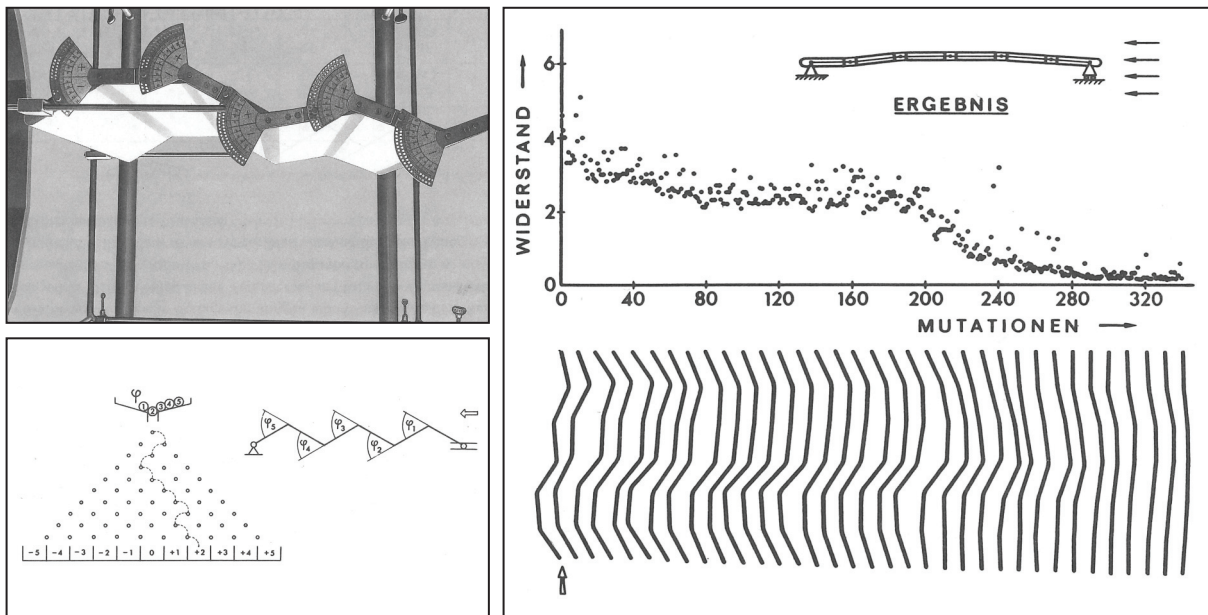 φ
1 2 3 4 5
φ₅ φ₄ φ₃ φ₂ φ₁
-5 -4 -3 -2 -1 0 +1 +2 +3 +4 +5
WIDERSTAND
6
4
2
0
ERGEBNIS
0 40 80 120 160 200 240 280 320
MUTATIONEN